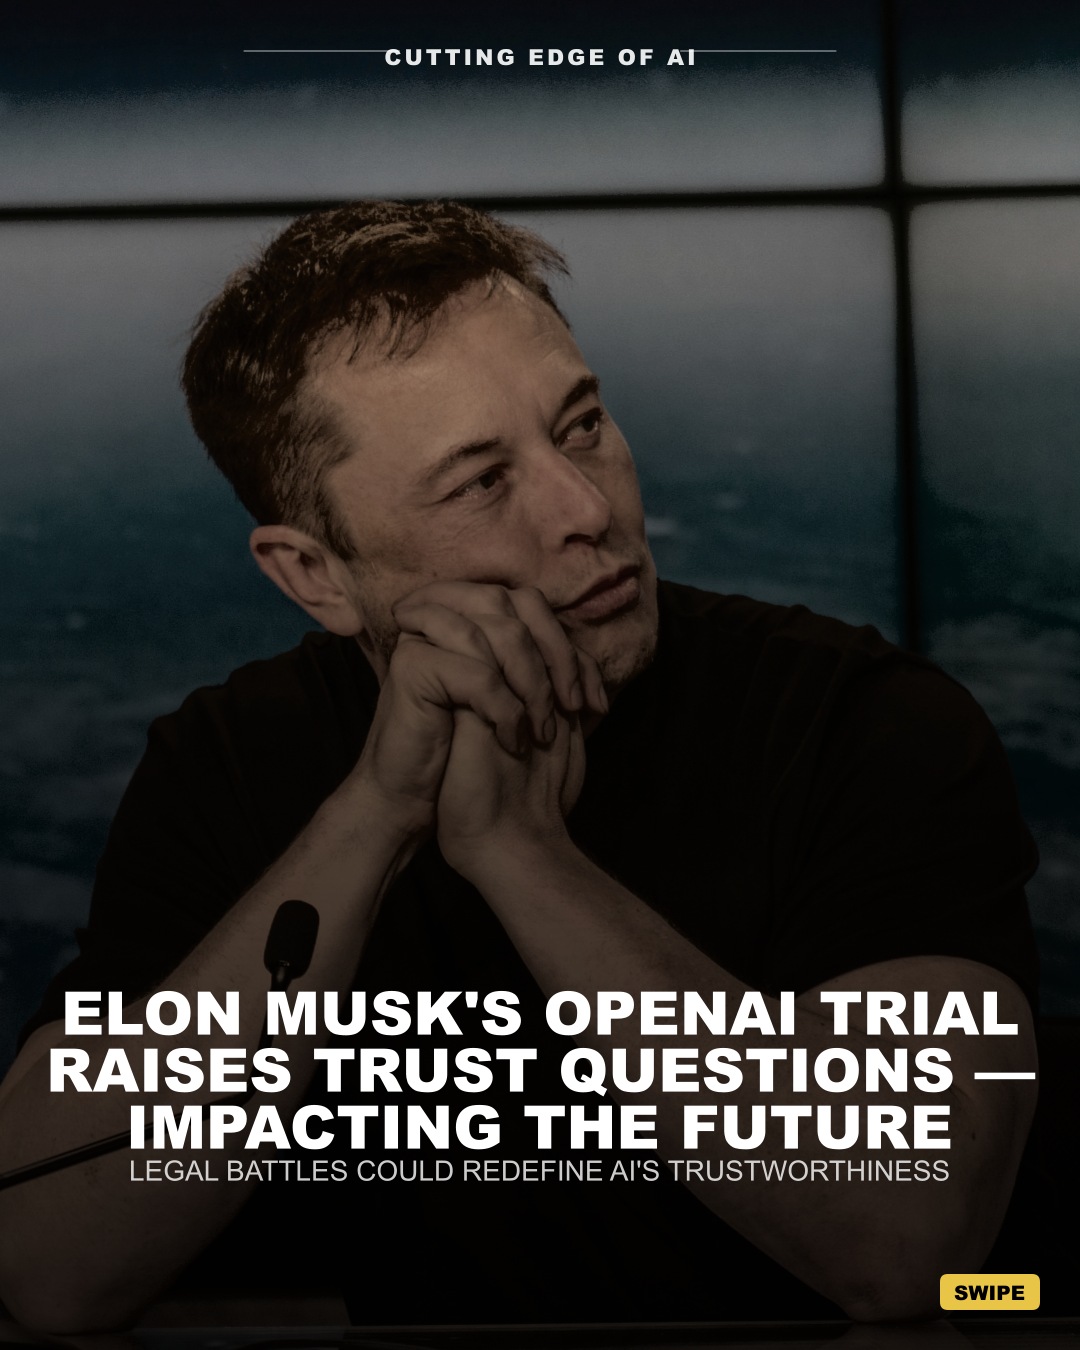 CUTTING EDGE OF AI
ELON MUSK'S OPENAI TRIAL
RAISES TRUST QUESTIONS —
IMPACTING THE FUTURE
LEGAL BATTLES COULD REDEFINE AI'S TRUSTWORTHINESS
SWIPE